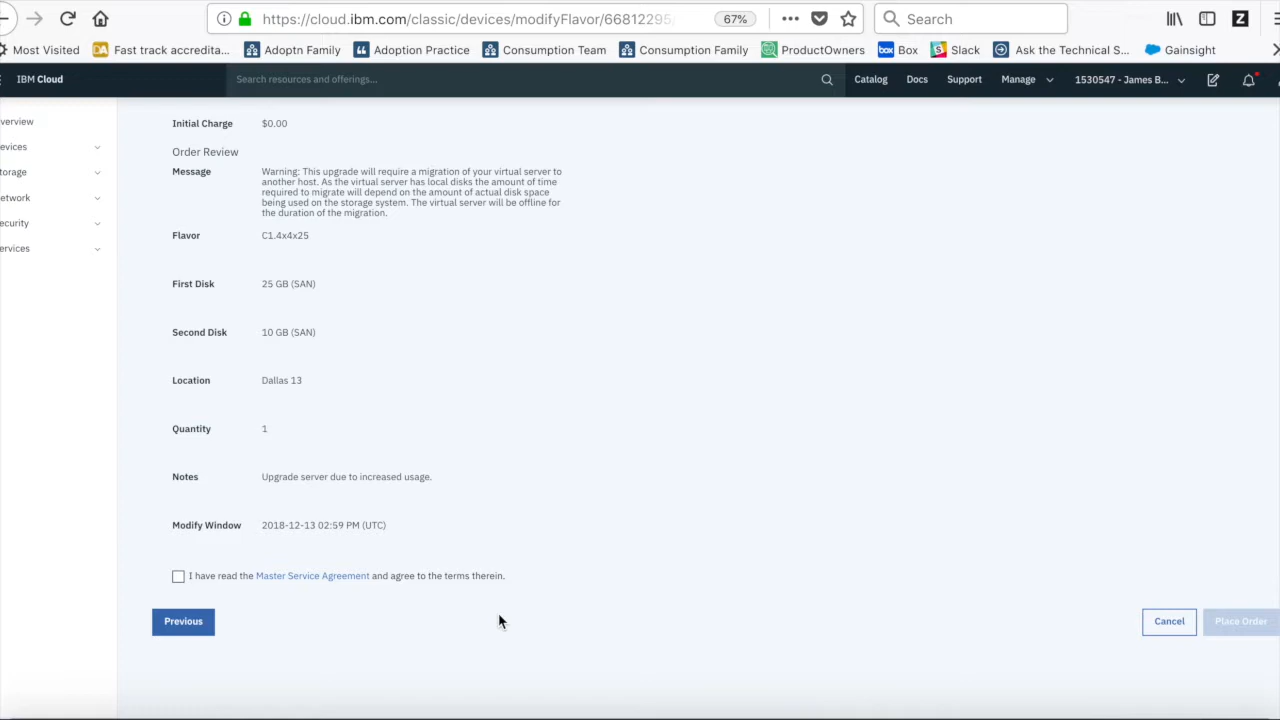 https://cloud.ibm.com/classic/devices/modifyFlavor/66812295/
67%
Search
Most Visited
Fast track accredita...
Adoptn Family
Adoption Practice
Consumption Team
Consumption Family
ProductOwners
Box
Slack
Ask the Technical S...
Gainsight
IBM Cloud
Search resources and offerings...
Catalog
Docs
Support
Manage
1530547 - James B...
verview
evices
torage
etwork
ecurity
ervices
Initial Charge $0.00
Order Review
Message Warning: This upgrade will require a migration of your virtual server to
another host. As the virtual server has local disks the amount of time
required to migrate will depend on the amount of actual disk space
being used on the storage system. The virtual server will be offline for
the duration of the migration.
Flavor C1.4x4x25
First Disk 25 GB (SAN)
Second Disk 10 GB (SAN)
Location Dallas 13
Quantity 1
Notes Upgrade server due to increased usage.
Modify Window 2018-12-13 02:59 PM (UTC)
I have read the Master Service Agreement and agree to the terms therein.
Previous
Cancel
Place Order